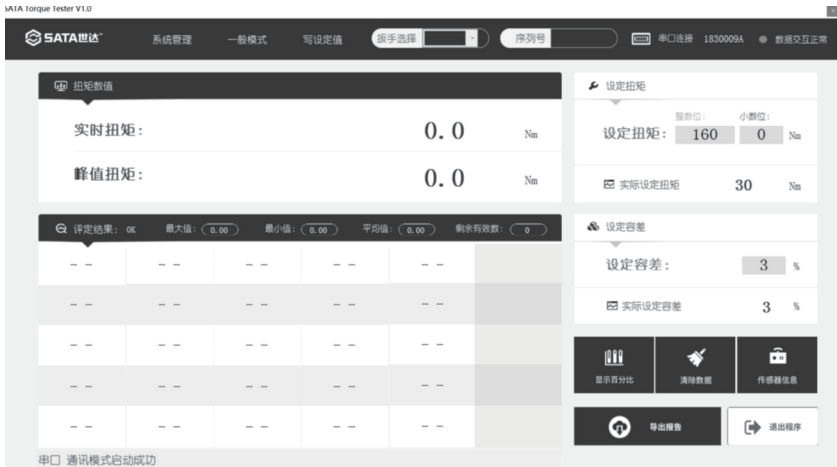 SATA Torque Tester V1.0
SATA世达 系统管理 一般模式 写设定值 扳手选择 序列号 串口连接 1830009A 数据交互正常
扭矩数值
实时扭矩: 0.0 Nm
峰值扭矩: 0.0 Nm
设定扭矩
整数位: 小数位:
设定扭矩: 160 0 Nm
实际设定扭矩 30 Nm
评定结果: OK 最大值: 0.00 最小值: 0.00 平均值: 0.00 剩余有效数: 0
-- -- -- -- --
-- -- -- -- --
-- -- -- -- --
-- -- -- -- --
-- -- -- -- --
设定容差
设定容差: 3 %
实际设定容差 3 %
显示百分比 清除数据 传感器信息
导出报告 退出程序
串口 通讯模式启动成功